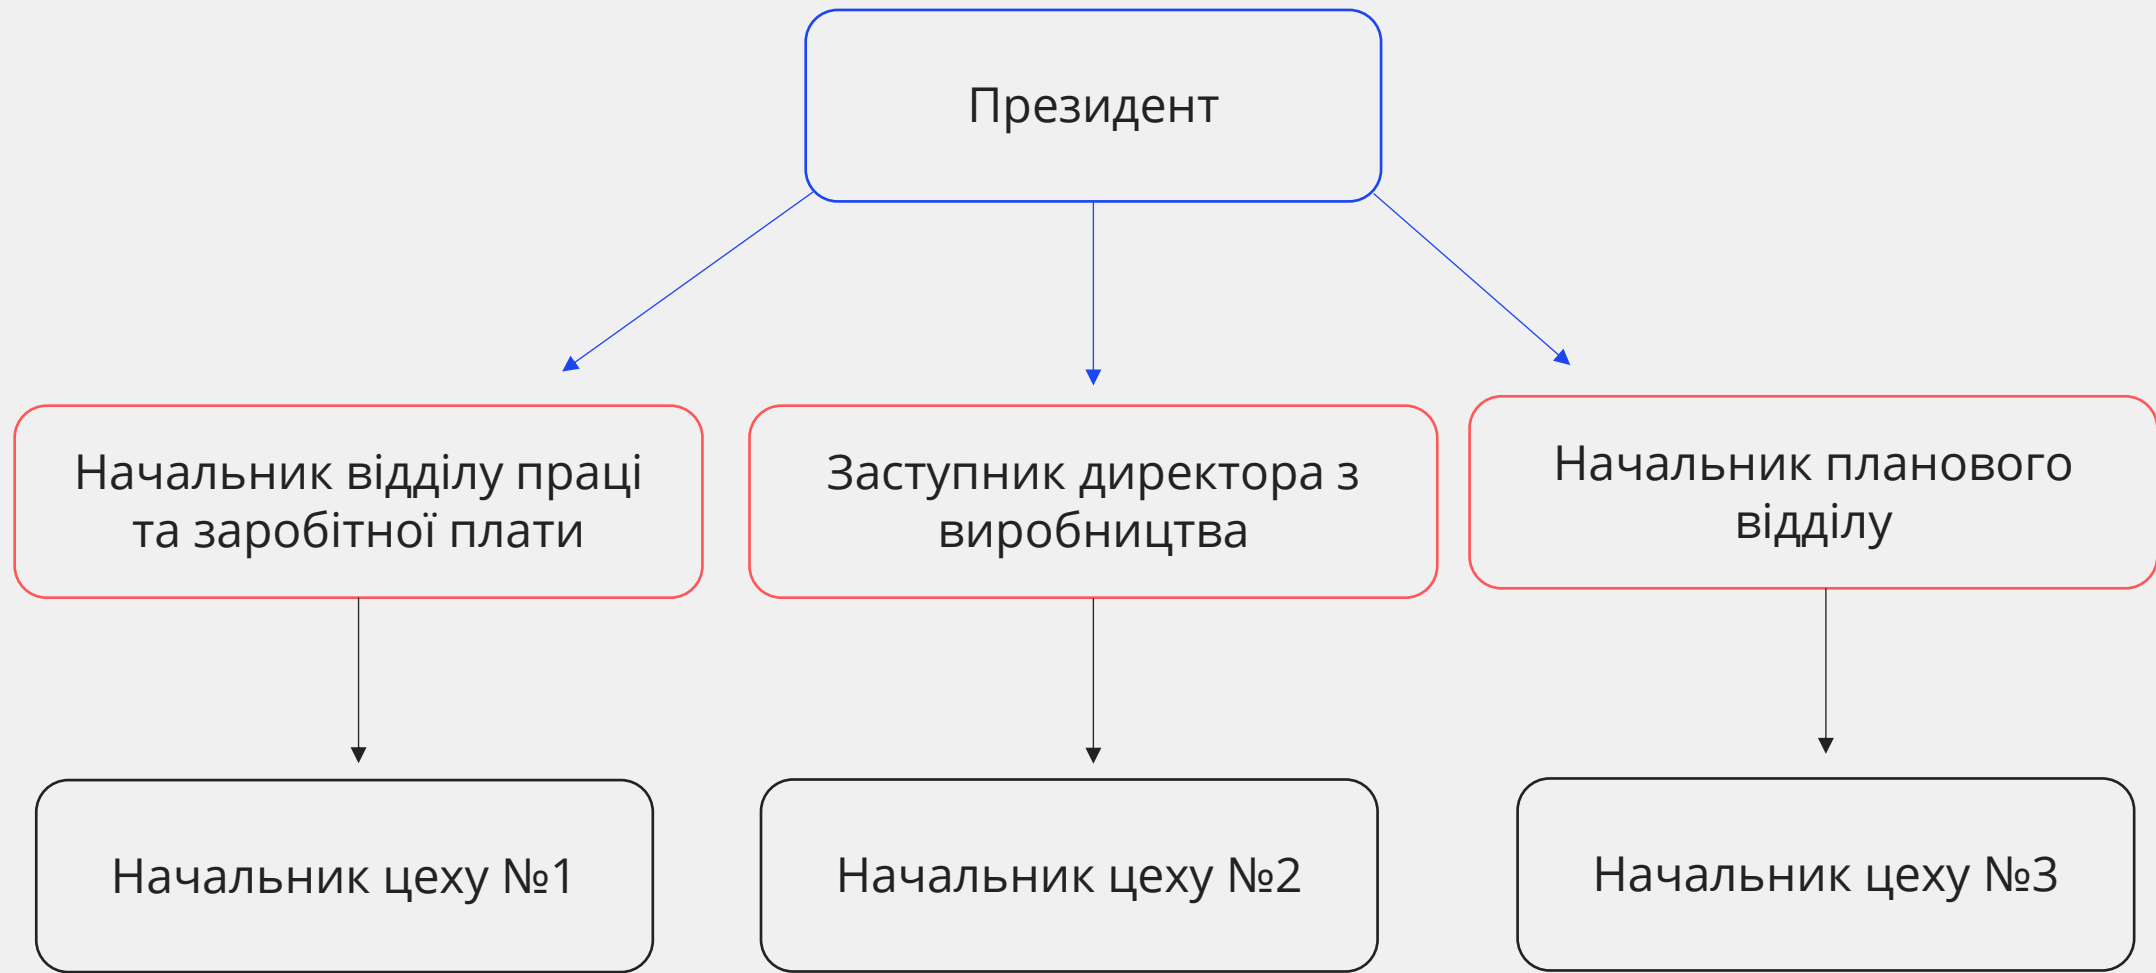 Президент
Начальник відділу праці
та заробітної плати
Заступник директора з
виробництва
Начальник планового
відділу
Начальник цеху №1
Начальник цеху №2
Начальник цеху №3